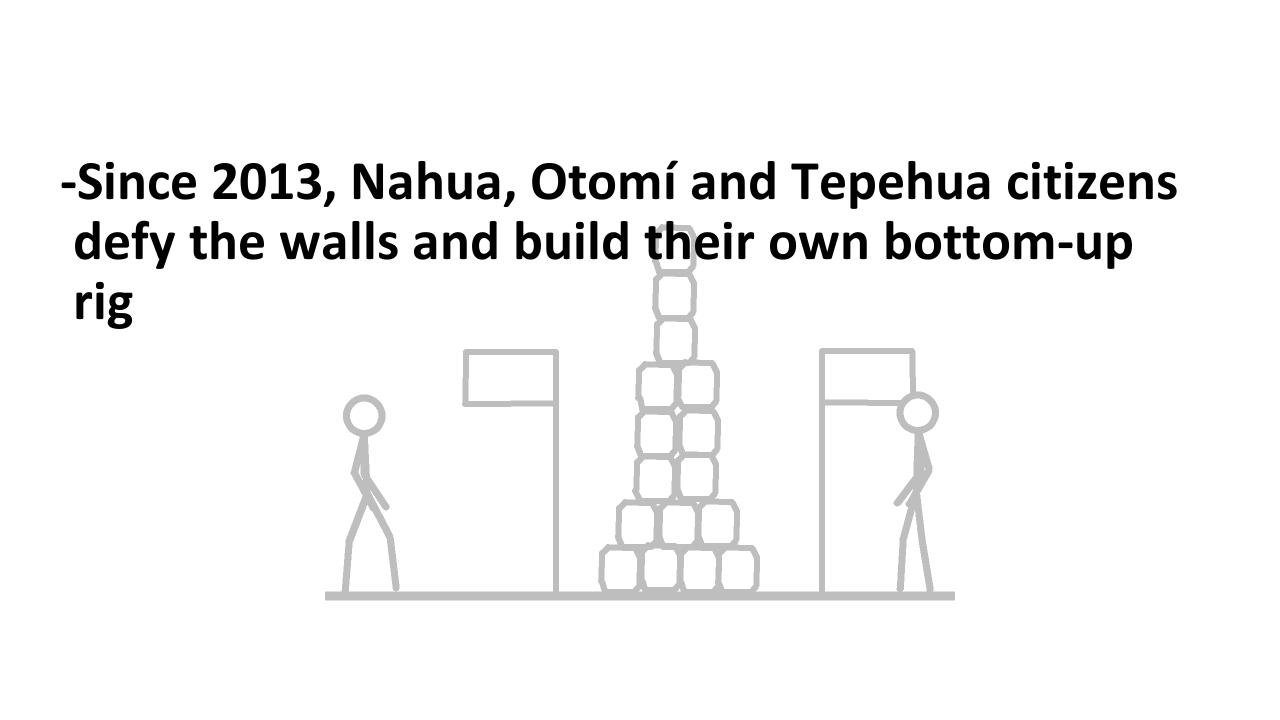 -Since 2013, Nahua, Otomí and Tepehua citizens
defy the walls and build their own bottom-up
rig